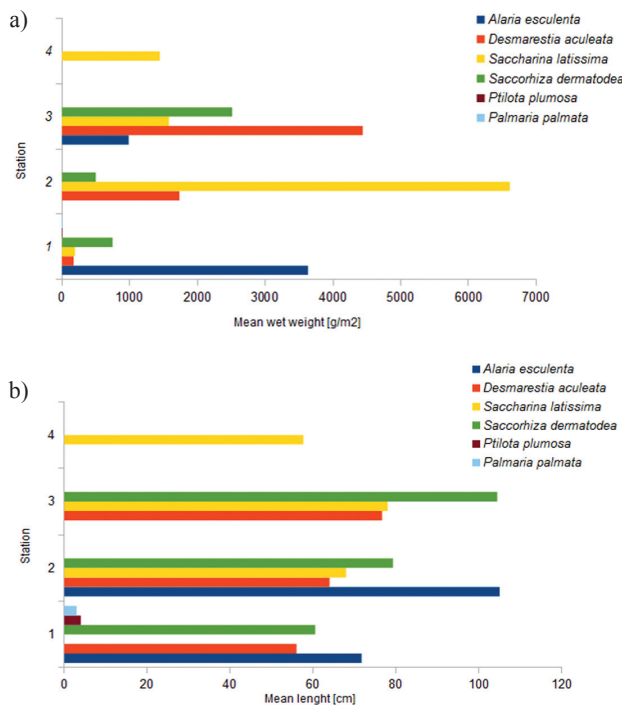 a)
Alaria esculenta
Desmarestia aculeata
Saccharina latissima
Saccorhiza dermatodea
Ptilota plumosa
Palmaria palmata
4
3
2
1
Station
0 1000 2000 3000 4000 5000 6000 7000
Mean wet weight [g/m2]
b)
Alaria esculenta
Desmarestia aculeata
Saccharina latissima
Saccorhiza dermatodea
Ptilota plumosa
Palmaria palmata
4
3
2
1
Station
0 20 40 60 80 100 120
Mean lenght [cm]